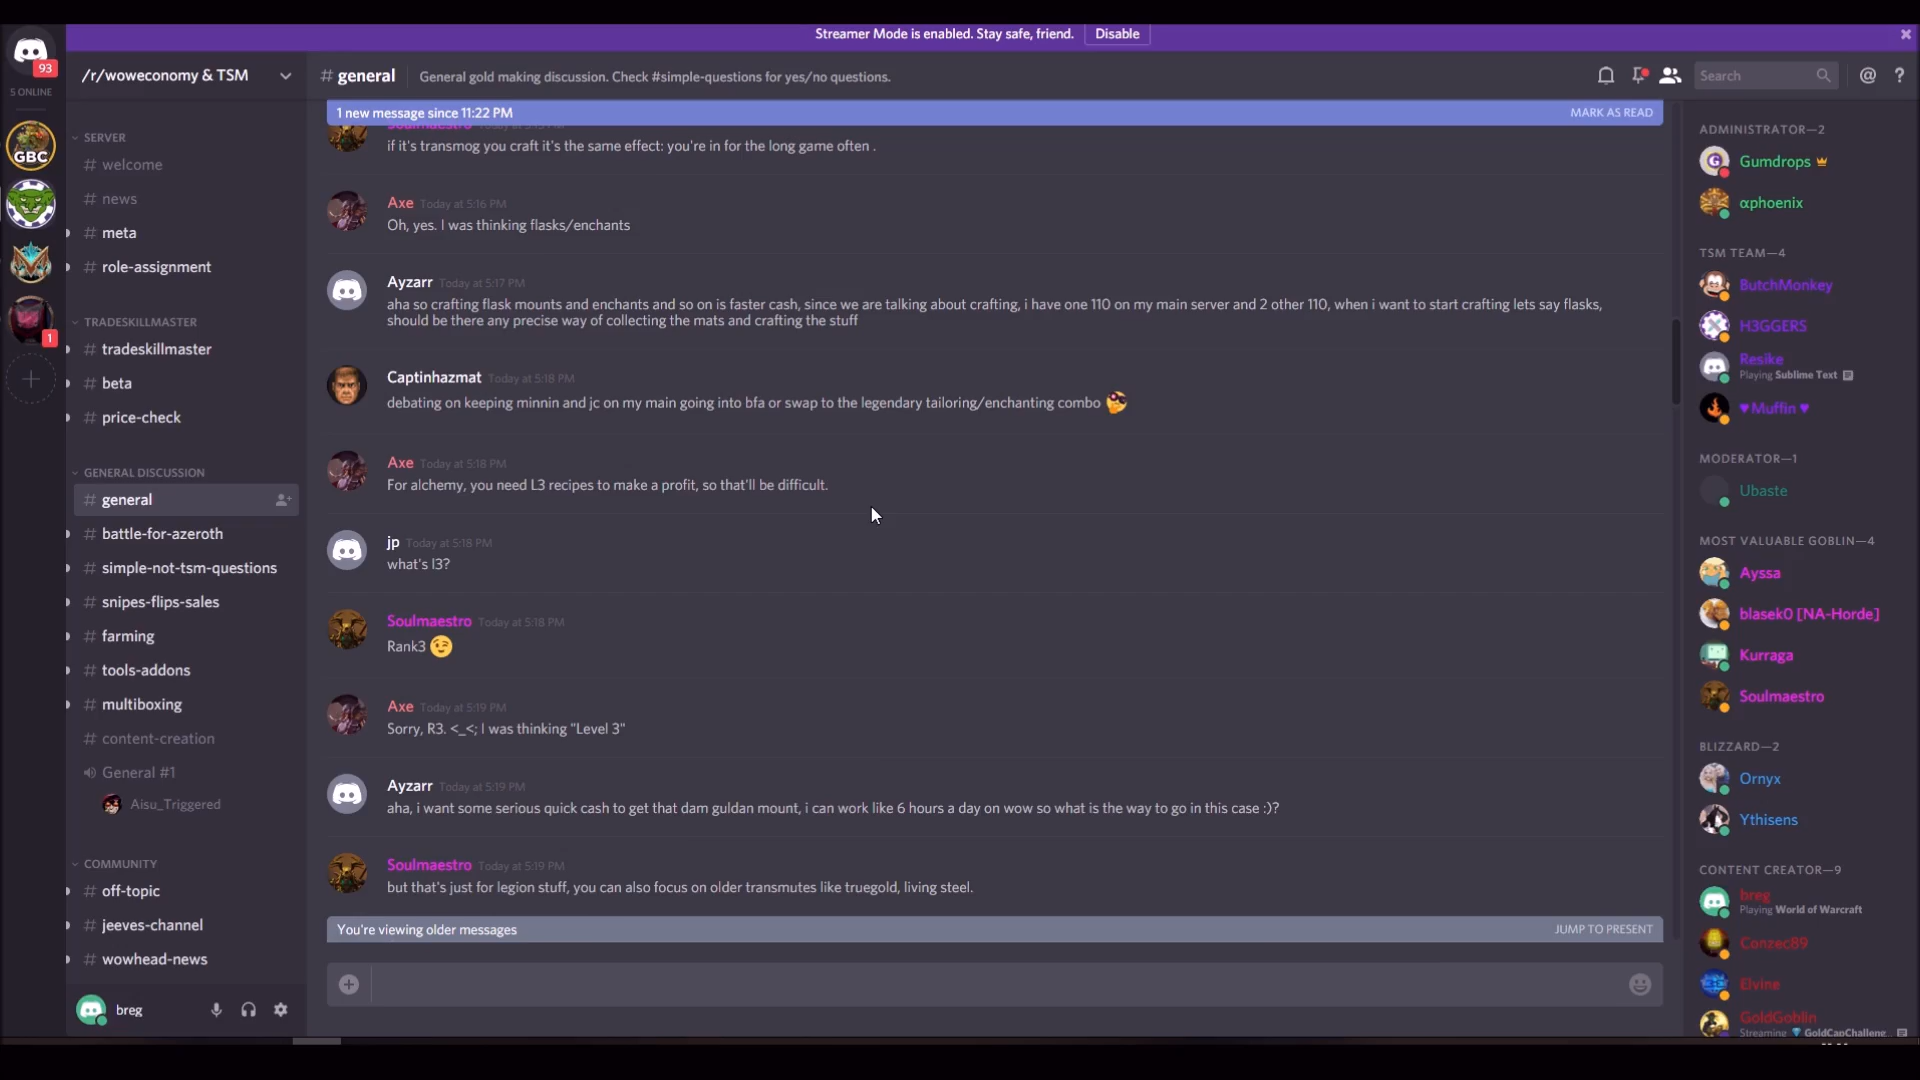 Streamer Mode is enabled. Stay safe, friend. Disable
93
5 ONLINE
GBC
1
/r/woweconomy & TSM
SERVER
# welcome
# news
# meta
# role-assignment
TRADESKILLMASTER
# tradeskillmaster
# beta
# price-check
GENERAL DISCUSSION
# general
# battle-for-azeroth
# simple-not-tsm-questions
# snipes-flips-sales
# farming
# tools-addons
# multiboxing
# content-creation
General #1
Aisu_Triggered
COMMUNITY
# off-topic
# jeeves-channel
# wowhead-news
breg
# general General gold making discussion. Check #simple-questions for yes/no questions.
Search
@ ?
1 new message since 11:22 PM MARK AS READ
if it's transmog you craft it's the same effect: you're in for the long game often .
Axe Today at 5:16 PM
Oh, yes. I was thinking flasks/enchants
Ayzarr Today at 5:17 PM
aha so crafting flask mounts and enchants and so on is faster cash, since we are talking about crafting, i have one 110 on my main server and 2 other 110, when i want to start crafting lets say flasks,
should be there any precise way of collecting the mats and crafting the stuff
Captinhazmat Today at 5:18 PM
debating on keeping minnin and jc on my main going into bfa or swap to the legendary tailoring/enchanting combo
Axe Today at 5:18 PM
For alchemy, you need L3 recipes to make a profit, so that'll be difficult.
jp Today at 5:18 PM
what's l3?
Soulmaestro Today at 5:18 PM
Rank3 😉
Axe Today at 5:19 PM
Sorry, R3. <_<; I was thinking "Level 3"
Ayzarr Today at 5:19 PM
aha, i want some serious quick cash to get that dam guldan mount, i can work like 6 hours a day on wow so what is the way to go in this case :)?
Soulmaestro Today at 5:19 PM
but that's just for legion stuff, you can also focus on older transmutes like truegold, living steel.
You're viewing older messages JUMP TO PRESENT
ADMINISTRATOR—2
Gumdrops
αphoenix
TSM TEAM—4
ButchMonkey
H3GGERS
Resike
Playing Sublime Text
♥Muffin ♥
MODERATOR—1
Ubaste
MOST VALUABLE GOBLIN—4
Ayssa
blasek0 [NA-Horde]
Kurraga
Soulmaestro
BLIZZARD—2
Ornyx
Ythisens
CONTENT CREATOR—9
breg
Playing World of Warcraft
Conzec89
Elvine
GoldGoblin
Streaming GoldCapChalleng...